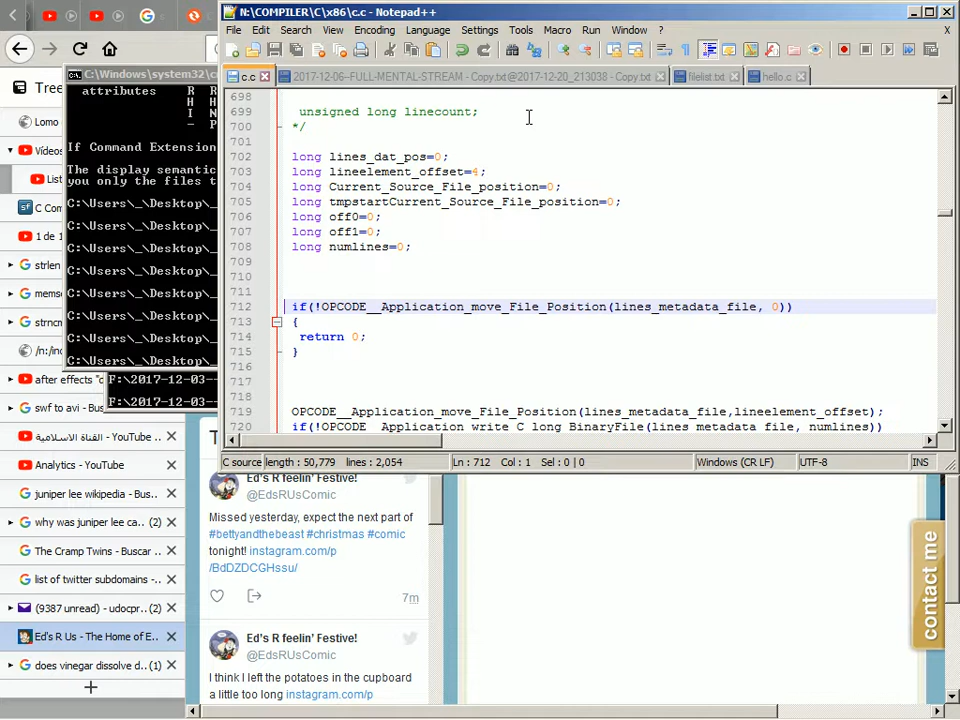 N:\COMPILER\C\x86\c.c - Notepad++
File Edit Search View Encoding Language Settings Tools Macro Run Window ?
X
c.c
2017-12-06--FULL-MENTAL-STREAM - Copy.txt@2017-12-20_213038 - Copy.txt
filelist.txt
hello.c
698
699 unsigned long linecount;
700 */
701
702 long lines_dat_pos=0;
703 long lineelement_offset=4;
704 long Current_Source_File_position=0;
705 long tmpstartCurrent_Source_File_position=0;
706 long off0=0;
707 long off1=0;
708 long numlines=0;
709
710
711
712 if(!OPCODE__Application_move_File_Position(lines_metadata_file, 0))
713 {
714 return 0;
715 }
716
717
718
719 OPCODE__Application_move_File_Position(lines_metadata_file,lineelement_offset);
720 if(!OPCODE__Application_write_C_long_BinaryFile(lines_metadata_file, numlines))
C source length : 50,779 lines : 2,054 Ln : 712 Col : 1 Sel : 0 | 0 Windows (CR LF) UTF-8 INS
C:\Windows\system32\c
attributes R
H
I N
- P
If Command Extension
The display semantic
you only the files t
C:\Users\_\Desktop\_
C:\Users\_\Desktop\_
C:\Users\_\Desktop\_
C:\Users\_\Desktop\_
C:\Users\_\Desktop\_
C:\Users\_\Desktop\_
C:\Users\_\Desktop\_
C:\Users\_\Desktop\_
F:\2017-12-03--
F:\2017-12-03--
Tree
Lomo
Vídeos
List
C Com
1 de 1
strlen
memse
strncr
/n:/in
after effects "c
swf to avi - Bus
القناة الاسلامية - YouTube ...
Analytics - YouTube
juniper lee wikipedia - Bus..
why was juniper lee ca.. (2)
The Cramp Twins - Buscar ..
list of twitter subdomains -..
(9387 unread) - udocpr.. (2)
Ed's R Us - The Home of E..
does vinegar dissolve d.. (1)
Ed's R feelin' Festive!
@EdsRUsComic
Missed yesterday, expect the next part of
#bettyandthebeast #christmas #comic
tonight! instagram.com/p
/BdDZDCGHssu/
7m
Ed's R feelin' Festive!
@EdsRUsComic
I think I left the potatoes in the cupboard
a little too long instagram.com/p
contact me